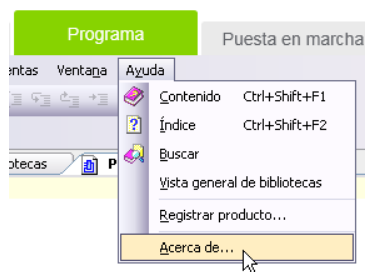 Programa
Puesta en marcha
entas Ventana Ayuda
Contenido Ctrl+Shift+F1
Índice Ctrl+Shift+F2
otecas P
Buscar
Vista general de bibliotecas
Registrar producto...
Acerca de...